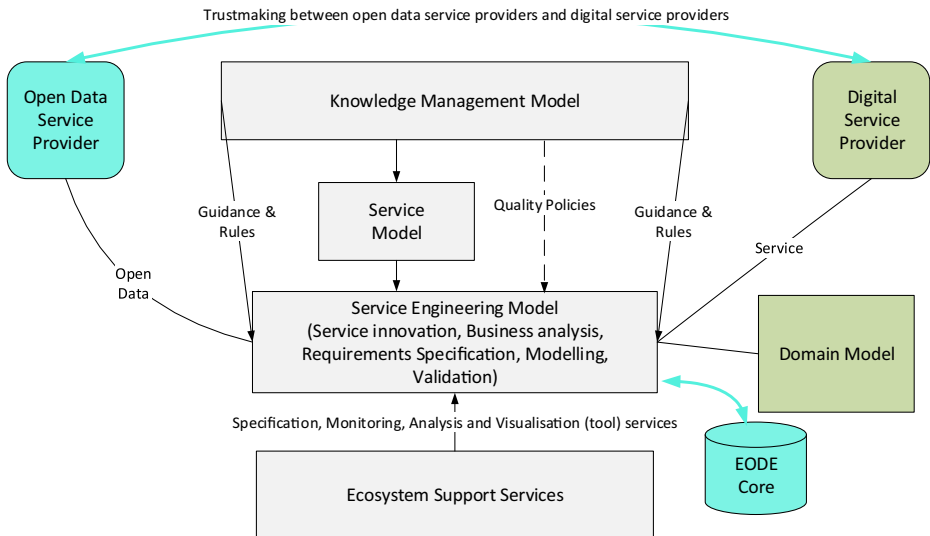 Trustmaking between open data service providers and digital service providers
Open Data
Service
Provider
Knowledge Management Model
Digital
Service
Provider
Guidance &
Rules
Service
Model
Quality Policies
Guidance &
Rules
Service
Open
Data
Service Engineering Model
(Service innovation, Business analysis,
Requirements Specification, Modelling,
Validation)
Domain Model
Specification, Monitoring, Analysis and Visualisation (tool) services
EODE
Core
Ecosystem Support Services